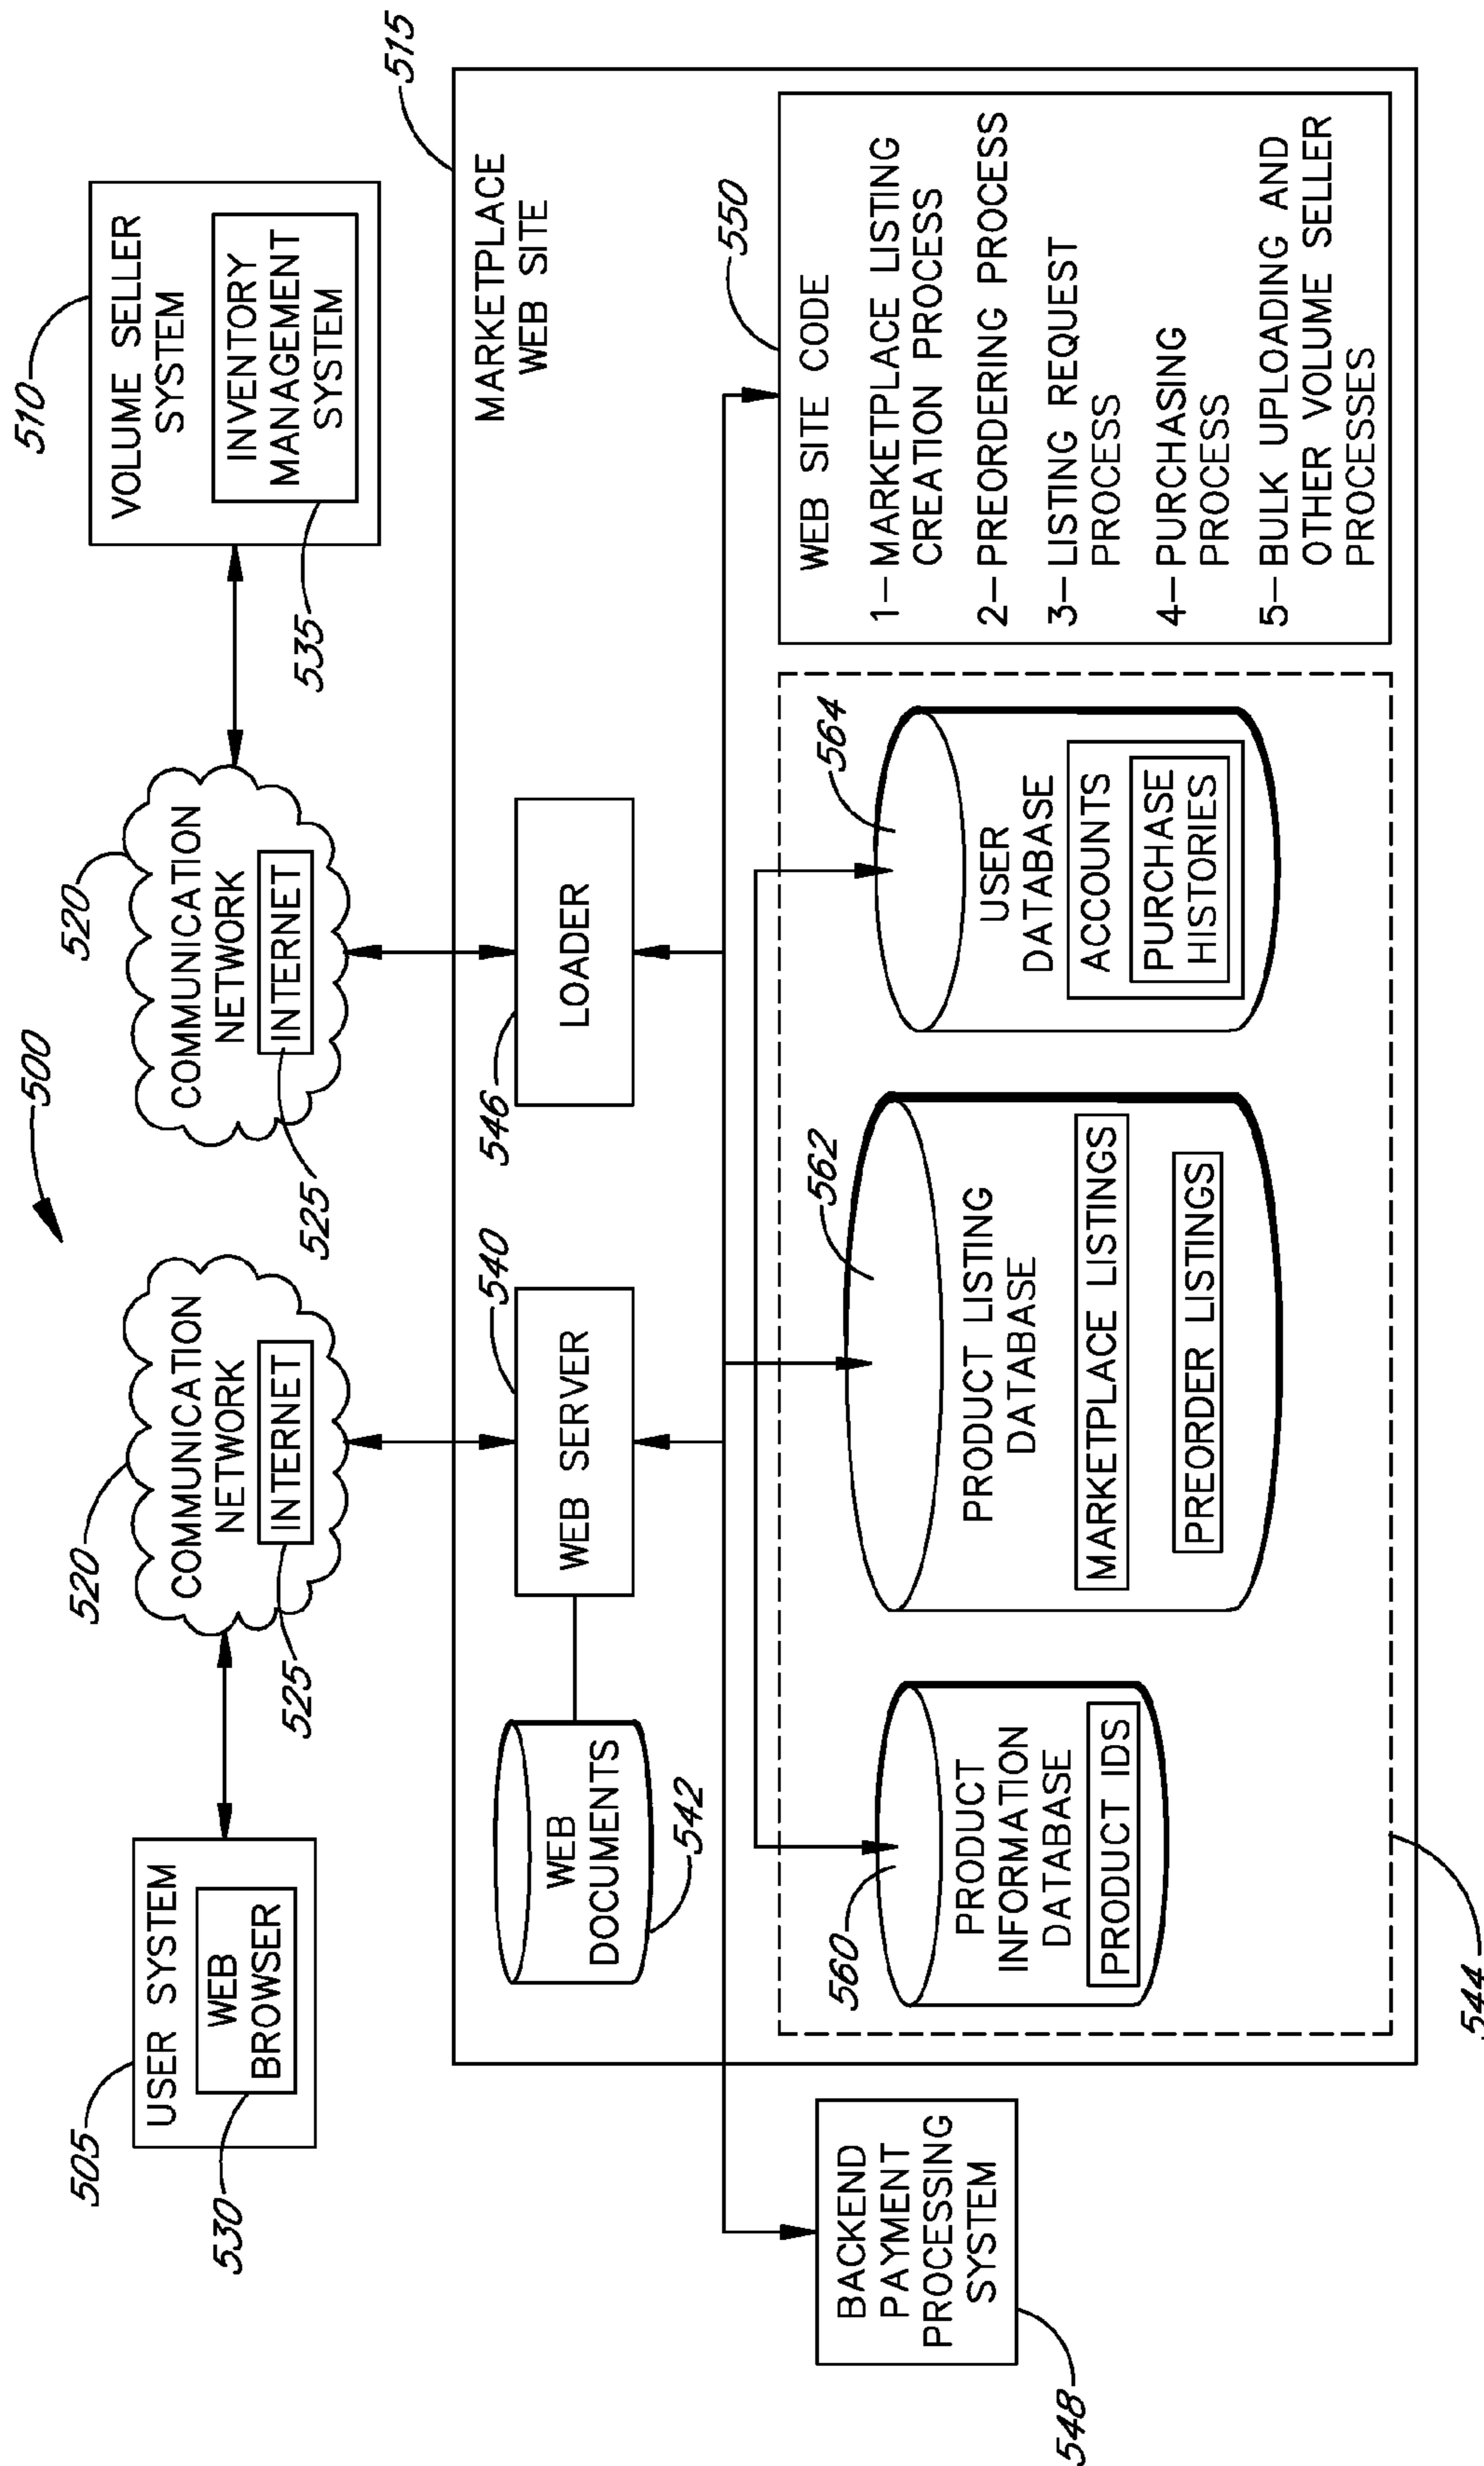 500
505
USER SYSTEM
WEB
BROWSER
530
520
COMMUNICATION
NETWORK
INTERNET
525
520
COMMUNICATION
NETWORK
INTERNET
525
510
VOLUME SELLER
SYSTEM
INVENTORY
MANAGEMENT
SYSTEM
535
515
MARKETPLACE
WEB SITE
WEB
DOCUMENTS
542
540
WEB SERVER
546
LOADER
550
WEB SITE CODE
1–MARKETPLACE LISTING
CREATION PROCESS
2–PREORDERING PROCESS
3–LISTING REQUEST
PROCESS
4–PURCHASING
PROCESS
5–BULK UPLOADING AND
OTHER VOLUME SELLER
PROCESSES
560
PRODUCT
INFORMATION
DATABASE
PRODUCT IDS
562
PRODUCT LISTING
DATABASE
MARKETPLACE LISTINGS
PREORDER LISTINGS
564
USER
DATABASE
ACCOUNTS
PURCHASE
HISTORIES
544
BACKEND
PAYMENT
PROCESSING
SYSTEM
548